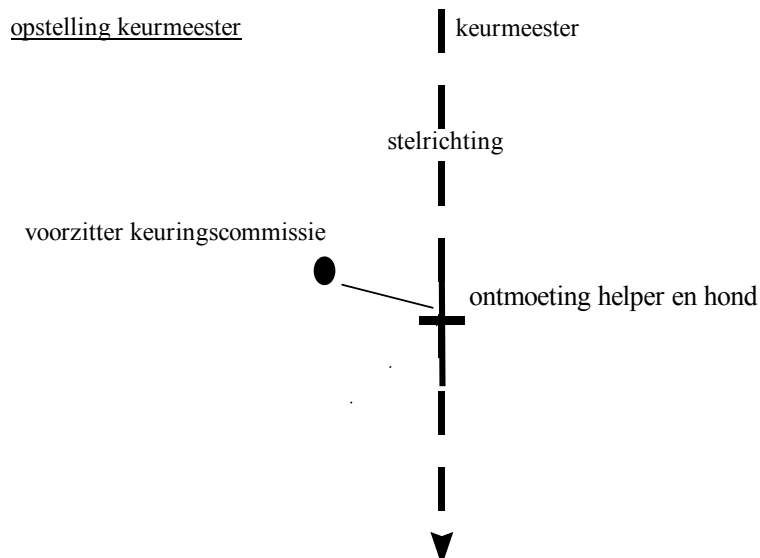 opstelling keurmeester
keurmeester
stelrichting
voorzitter keuringscommissie
ontmoeting helper en hond